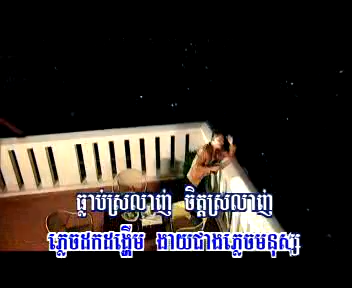 ធ្លាប់ស្រលាញ់ ចិត្តស្រលាញ់
ភ្លេចដកដង្ហើម ងាយជាងភ្លេចមនុស្ស